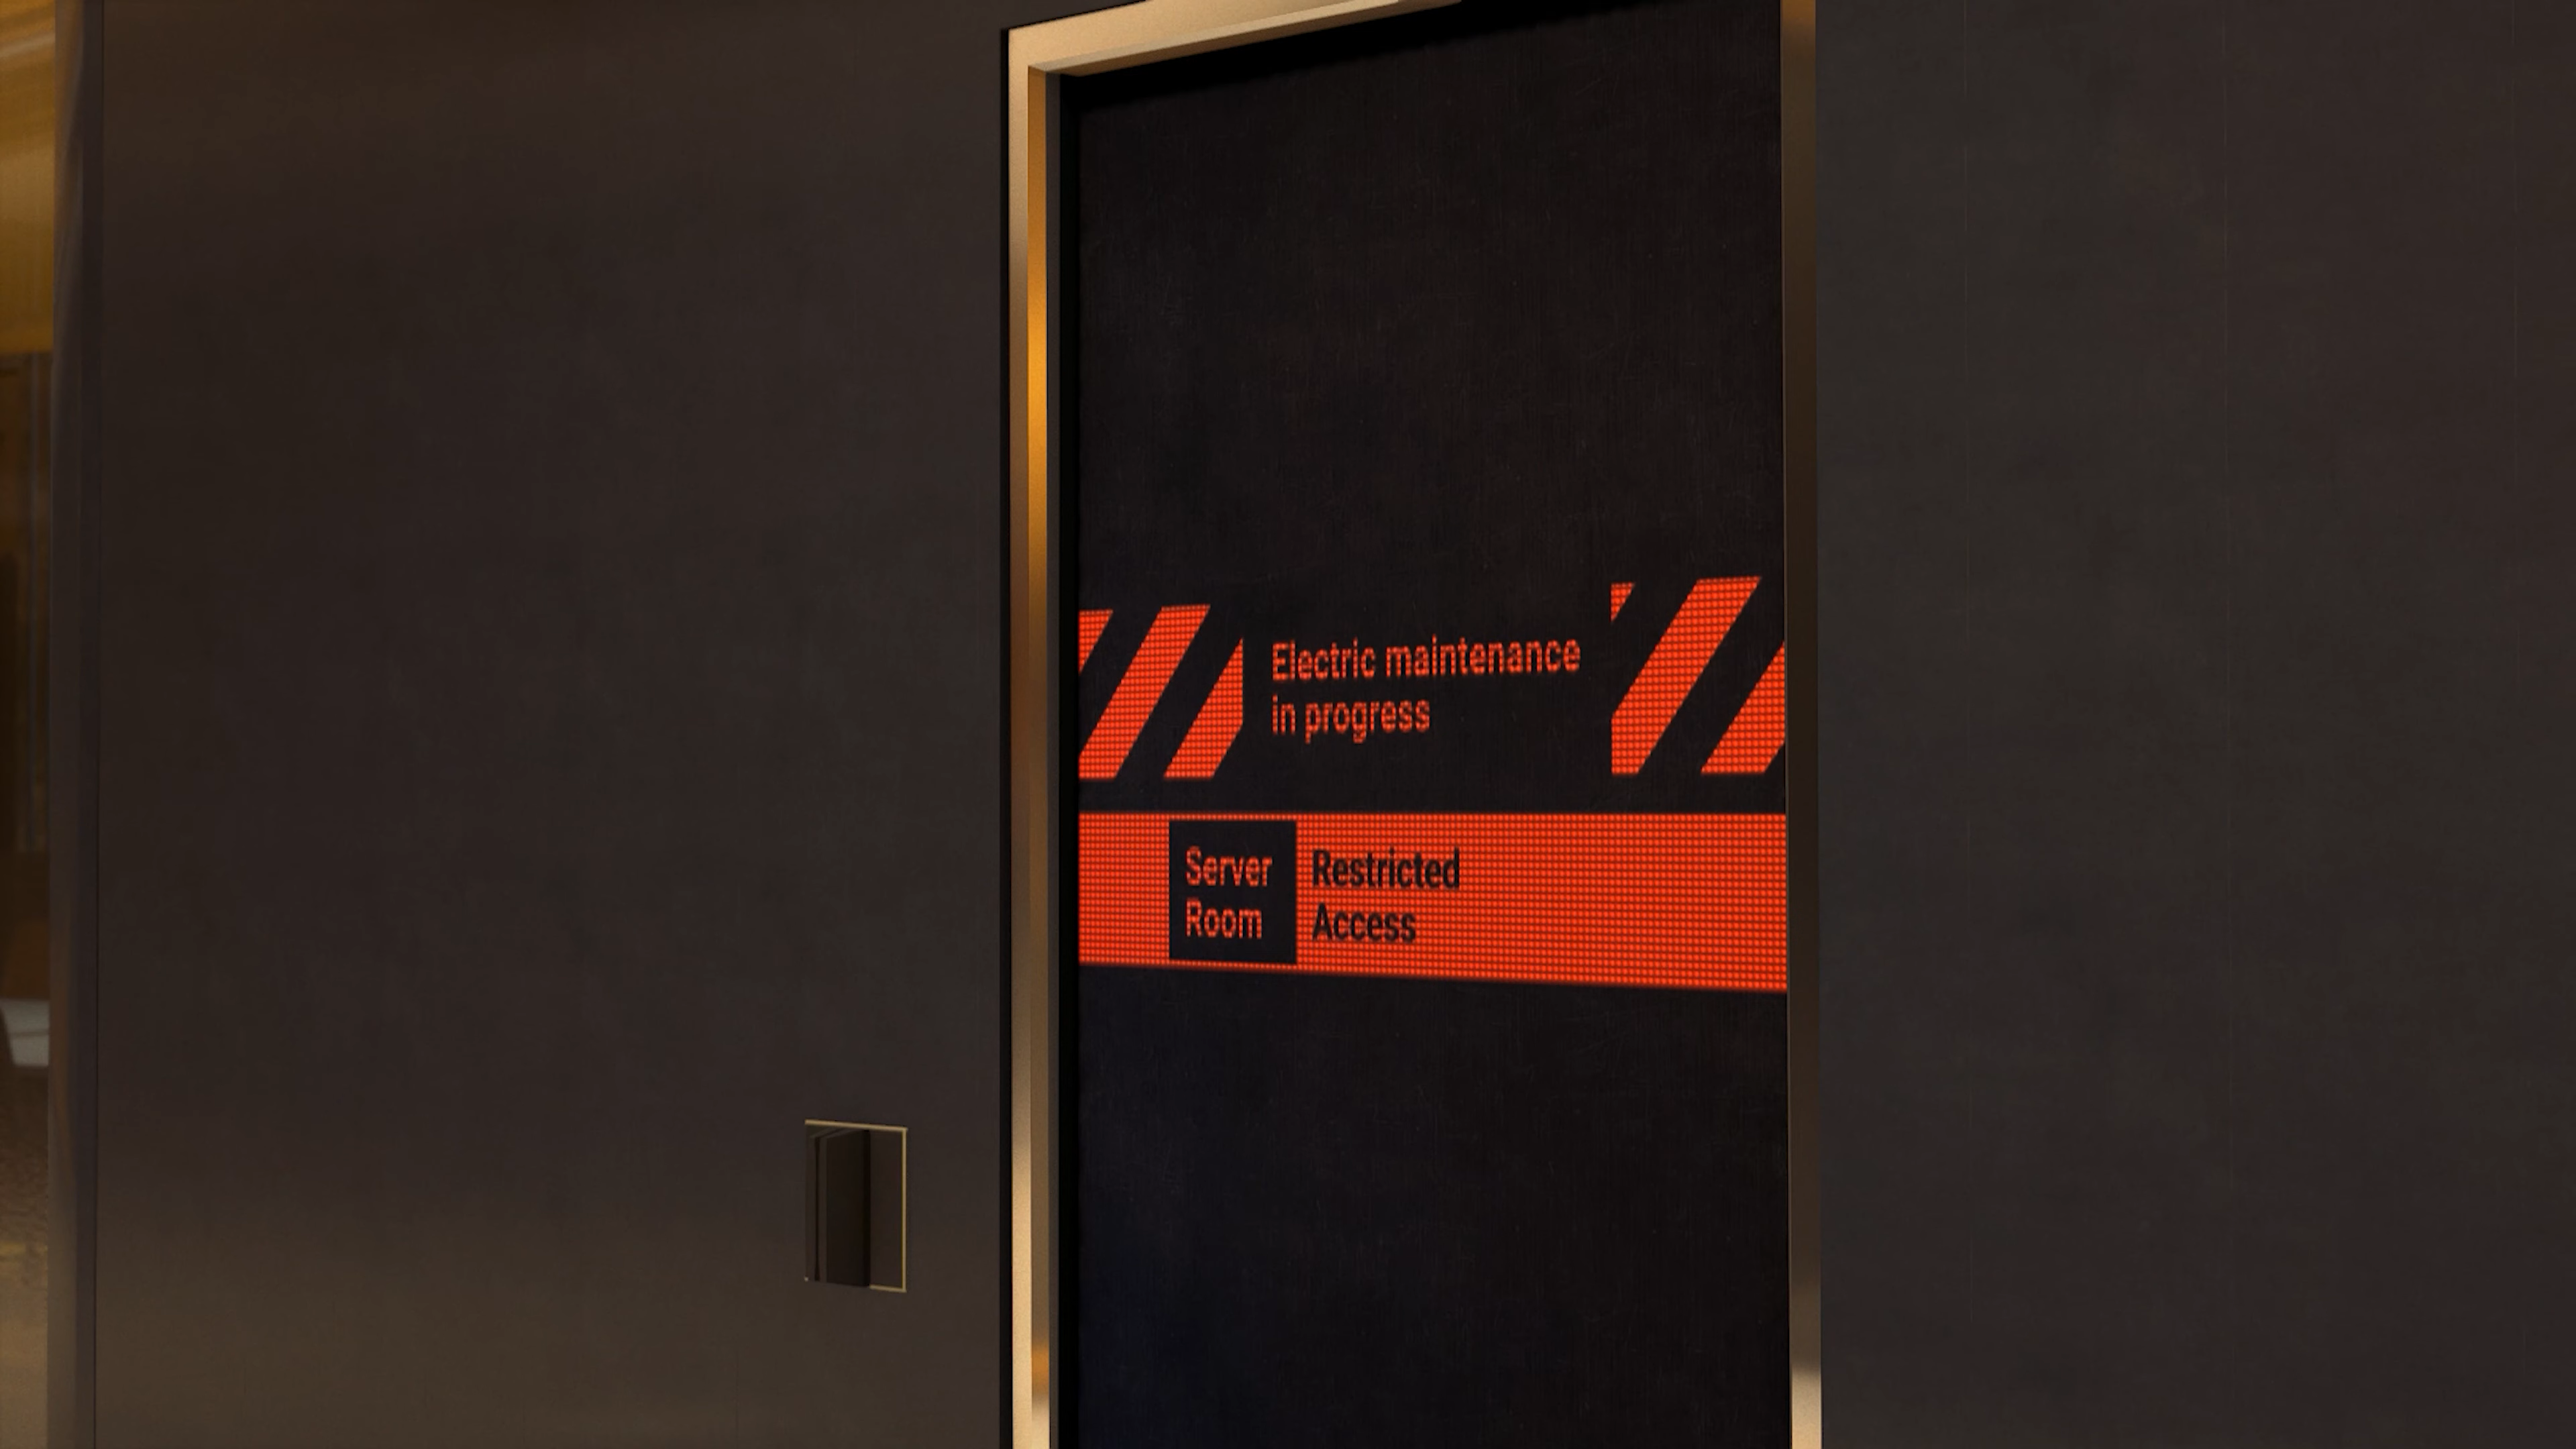 Electric maintenance
in progress
Server
Room
Restricted
Access